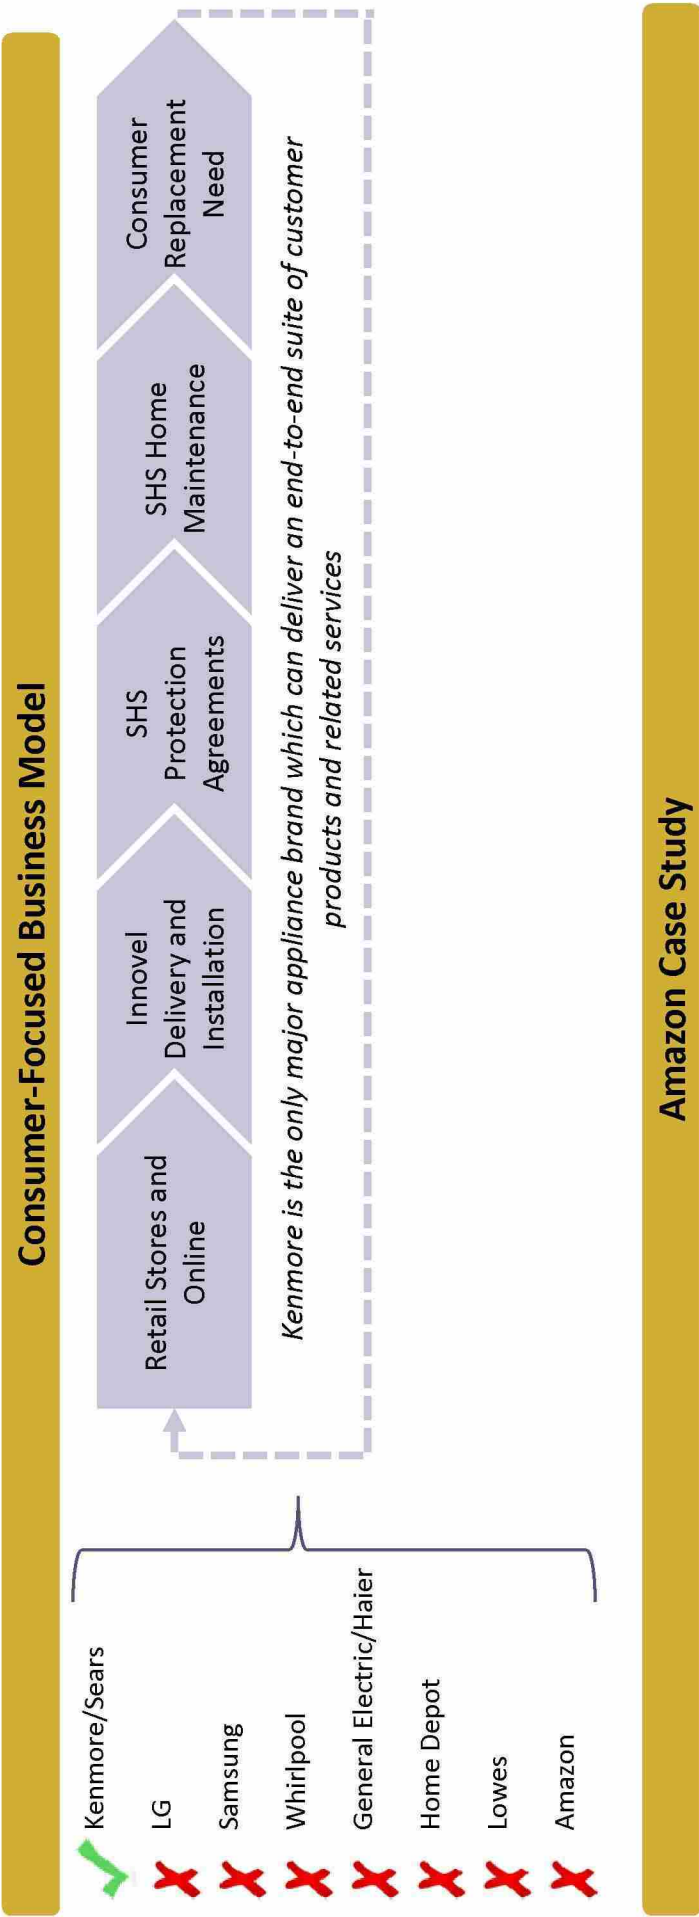 Consumer-Focused Business Model
Kenmore/Sears
LG
Samsung
Whirlpool
General Electric/Haier
Home Depot
Lowes
Amazon
Retail Stores and
Online
Innovel
Delivery and
Installation
SHS
Protection
Agreements
SHS Home
Maintenance
Consumer
Replacement
Need
Kenmore is the only major appliance brand which can deliver an end-to-end suite of customer
products and related services
Amazon Case Study